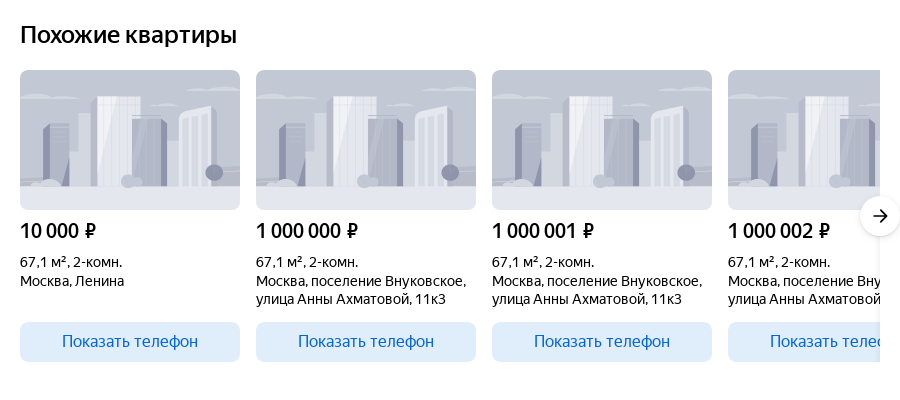 Похожие квартиры
10 000 ₽
67,1 м², 2-комн.
Москва, Ленина
Показать телефон
1 000 000 ₽
67,1 м², 2-комн.
Москва, поселение Внуковское,
улица Анны Ахматовой, 11к3
Показать телефон
1 000 001 ₽
67,1 м², 2-комн.
Москва, поселение Внуковское,
улица Анны Ахматовой, 11к3
Показать телефон
1 000 002 ₽
67,1 м², 2-комн.
Москва, поселение Вну
улица Анны Ахматовой
Показать телеф